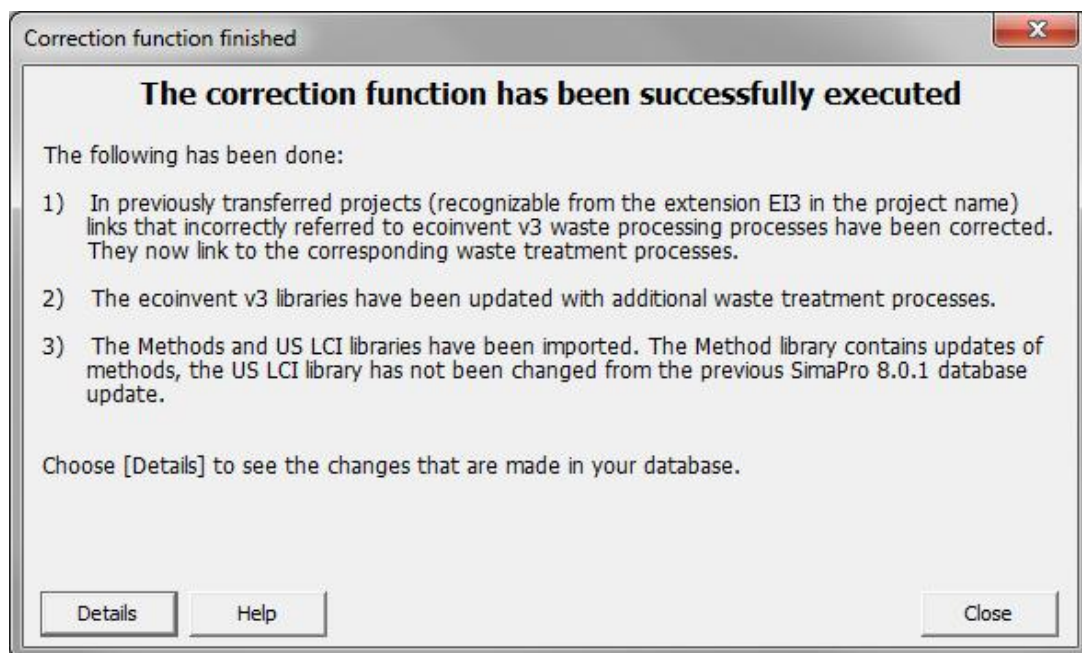 Correction function finished
The correction function has been successfully executed
The following has been done:
1) In previously transferred projects (recognizable from the extension EI3 in the project name)
links that incorrectly referred to ecoinvent v3 waste processing processes have been corrected.
They now link to the corresponding waste treatment processes.
2) The ecoinvent v3 libraries have been updated with additional waste treatment processes.
3) The Methods and US LCI libraries have been imported. The Method library contains updates of
methods, the US LCI library has not been changed from the previous SimaPro 8.0.1 database
update.
Choose [Details] to see the changes that are made in your database.
Details Help Close